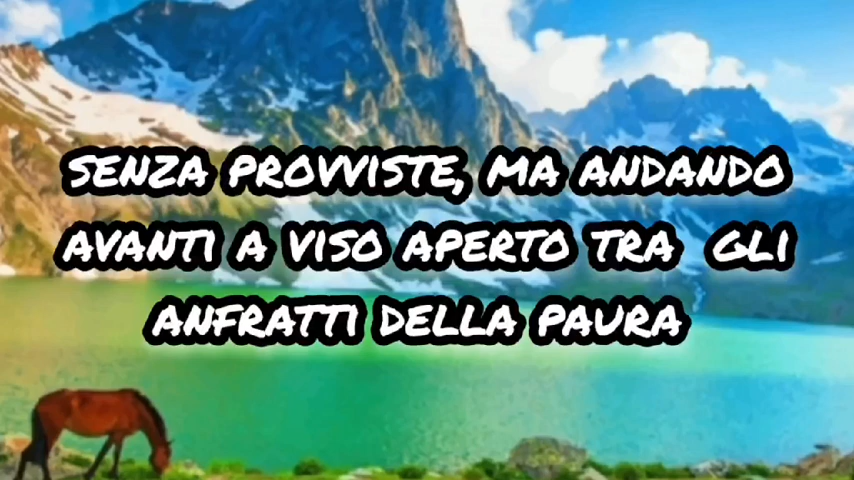 SENZA PROVVISTE, MA ANDANDO
AVANTI A VISO APERTO TRA GLI
ANFRATTI DELLA PAURA